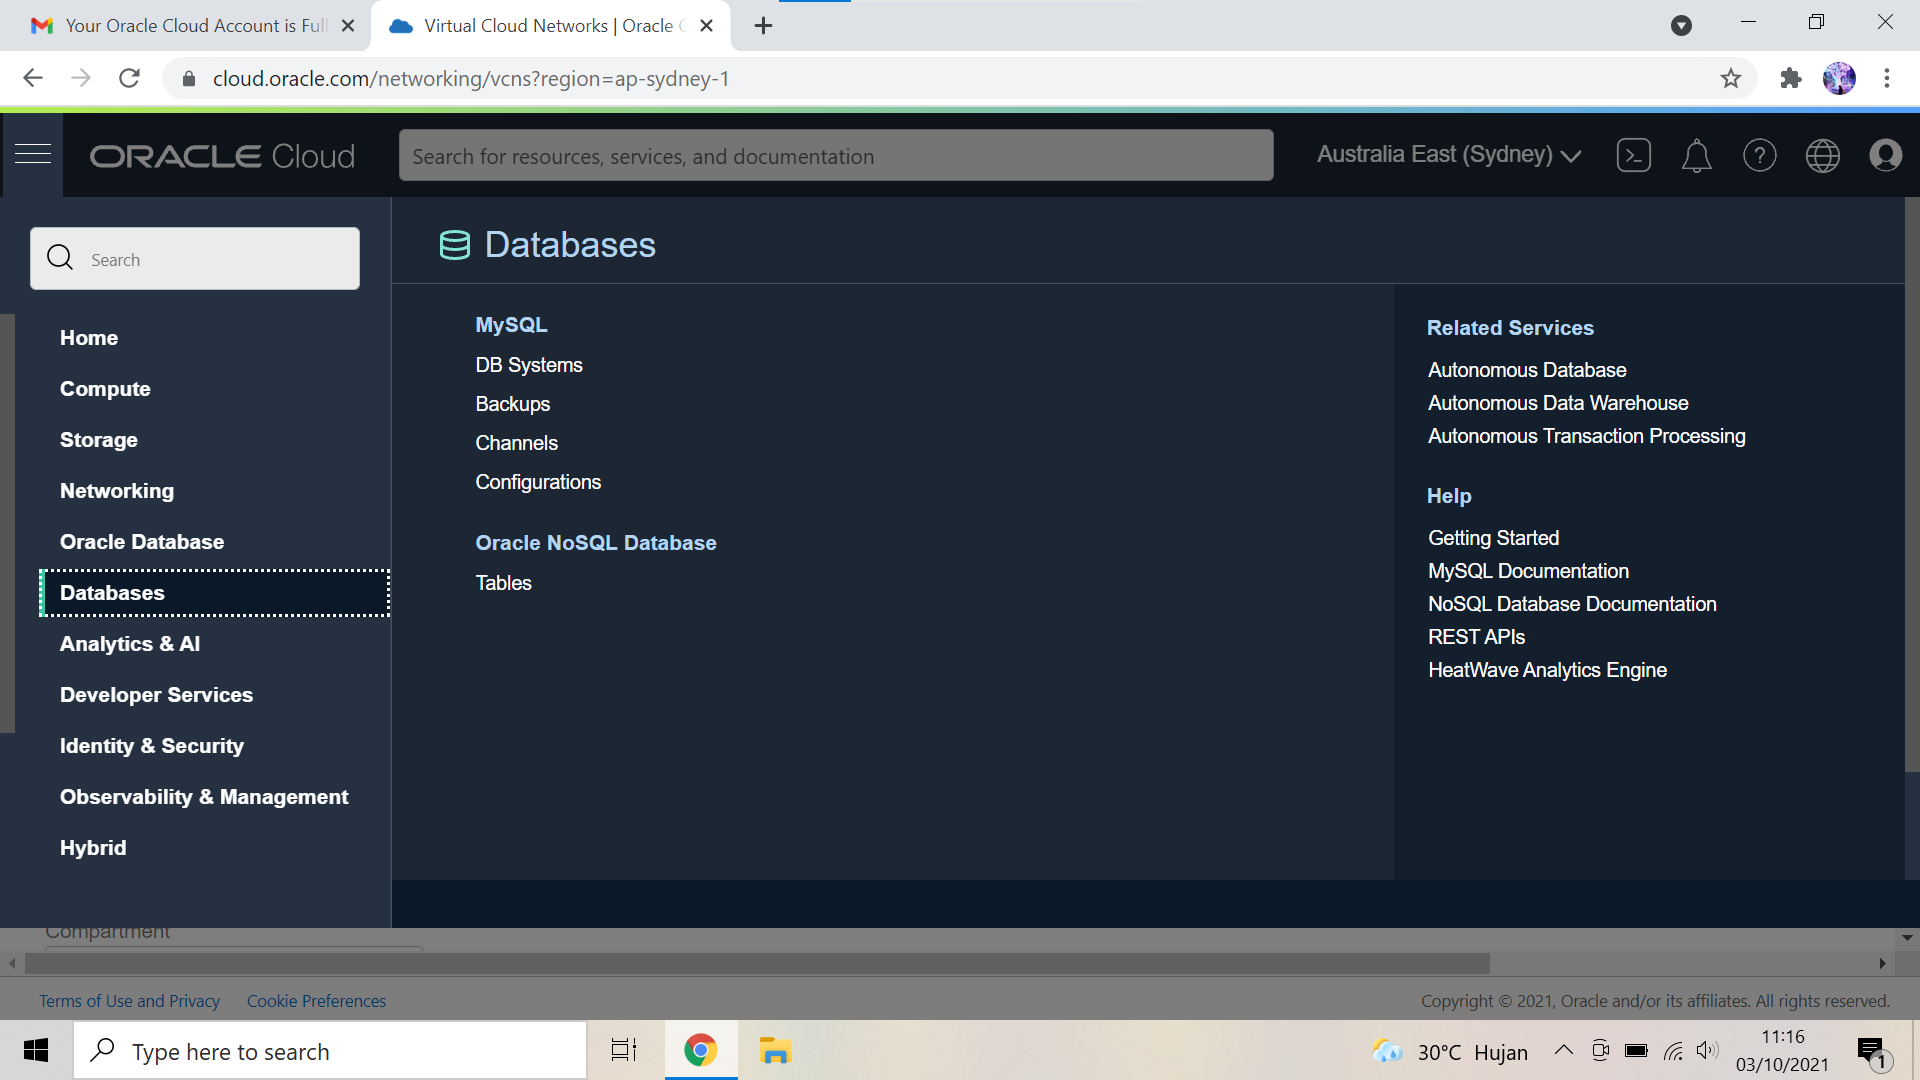 Your Oracle Cloud Account is Ful
Virtual Cloud Networks | Oracle C
cloud.oracle.com/networking/vcns?region=ap-sydney-1
ORACLE Cloud
Search for resources, services, and documentation
Australia East (Sydney)
Search
Home
Compute
Storage
Networking
Oracle Database
Databases
Analytics & AI
Developer Services
Identity & Security
Observability & Management
Hybrid
Databases
MySQL
DB Systems
Backups
Channels
Configurations
Oracle NoSQL Database
Tables
Related Services
Autonomous Database
Autonomous Data Warehouse
Autonomous Transaction Processing
Help
Getting Started
MySQL Documentation
NoSQL Database Documentation
REST APIs
HeatWave Analytics Engine
Compartment
Terms of Use and Privacy
Cookie Preferences
Copyright © 2021, Oracle and/or its affiliates. All rights reserved.
Type here to search
30°C Hujan
11:16
03/10/2021
1